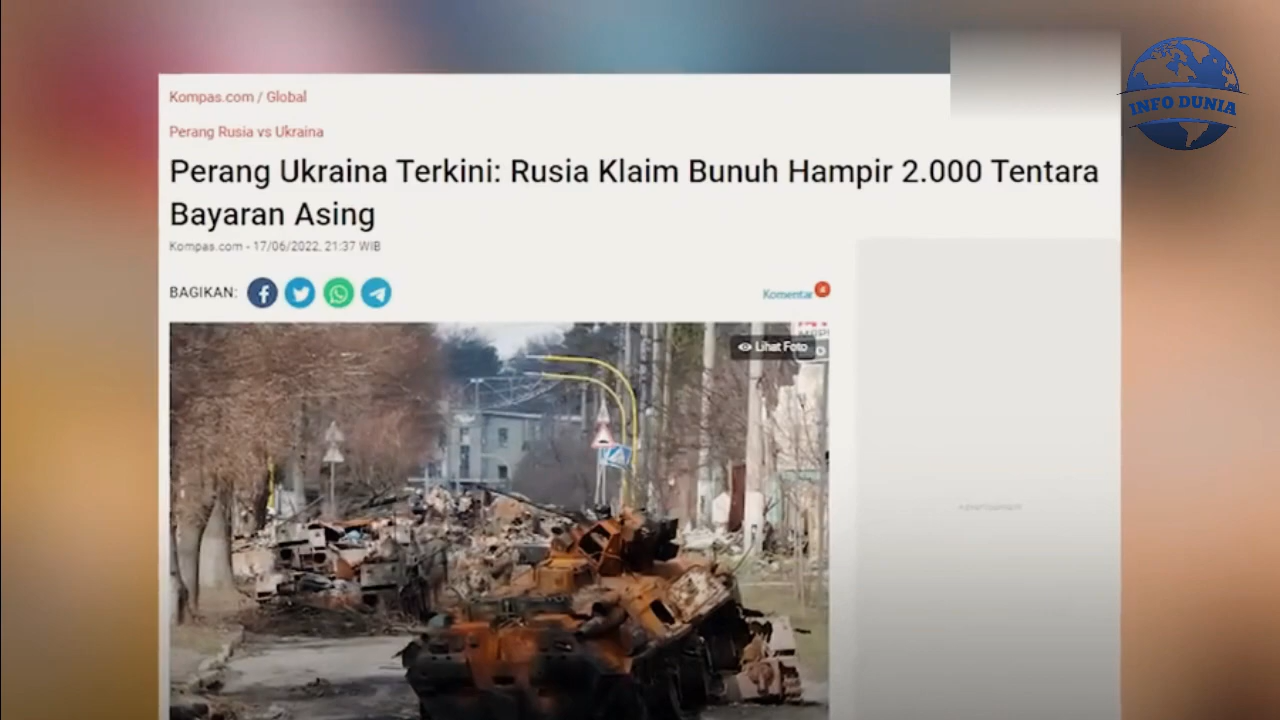 INFO DUNIA
Kompas.com / Global
Perang Rusia vs Ukraina
Perang Ukraina Terkini: Rusia Klaim Bunuh Hampir 2.000 Tentara
Bayaran Asing
Kompas.com - 17/06/2022, 21:37 WIB
BAGIKAN:
Komentar
Lihat Foto